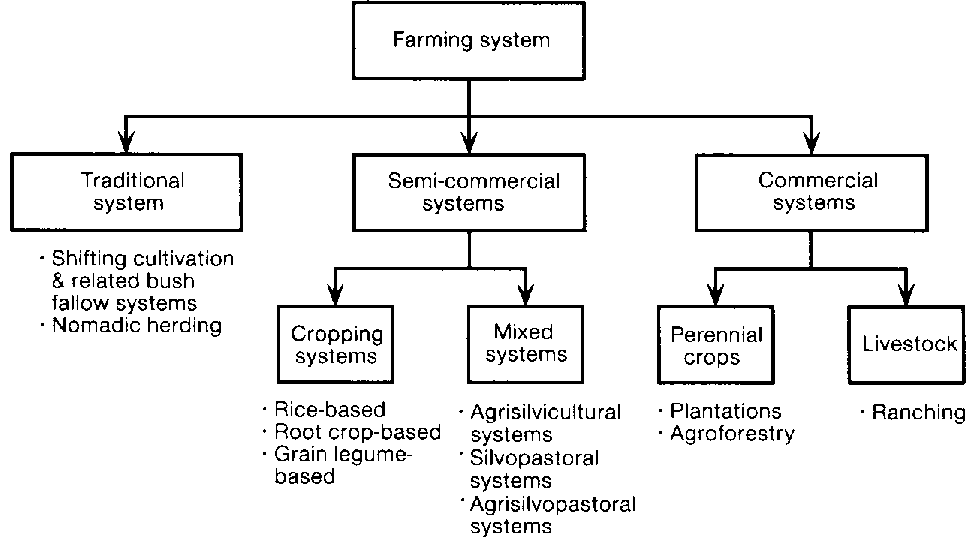 Farming system
Traditional
system
Semi-commercial
systems
Commercial
systems
· Shifting cultivation
& related bush
fallow systems
· Nomadic herding
Cropping
systems
Mixed
systems
Perennial
crops
Livestock
· Rice-based
· Root crop-based
· Grain legume-
based
· Agrisilvicultural
systems
· Silvopastoral
systems
· Agrisilvopastoral
systems
· Plantations
· Agroforestry
· Ranching